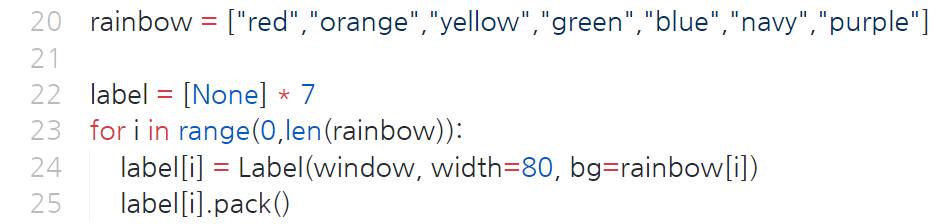 20 rainbow = ["red","orange","yellow","green","blue","navy","purple"]
21
22 label = [None] * 7
23 for i in range(0,len(rainbow)):
24     label[i] = Label(window, width=80, bg=rainbow[i])
25     label[i].pack()